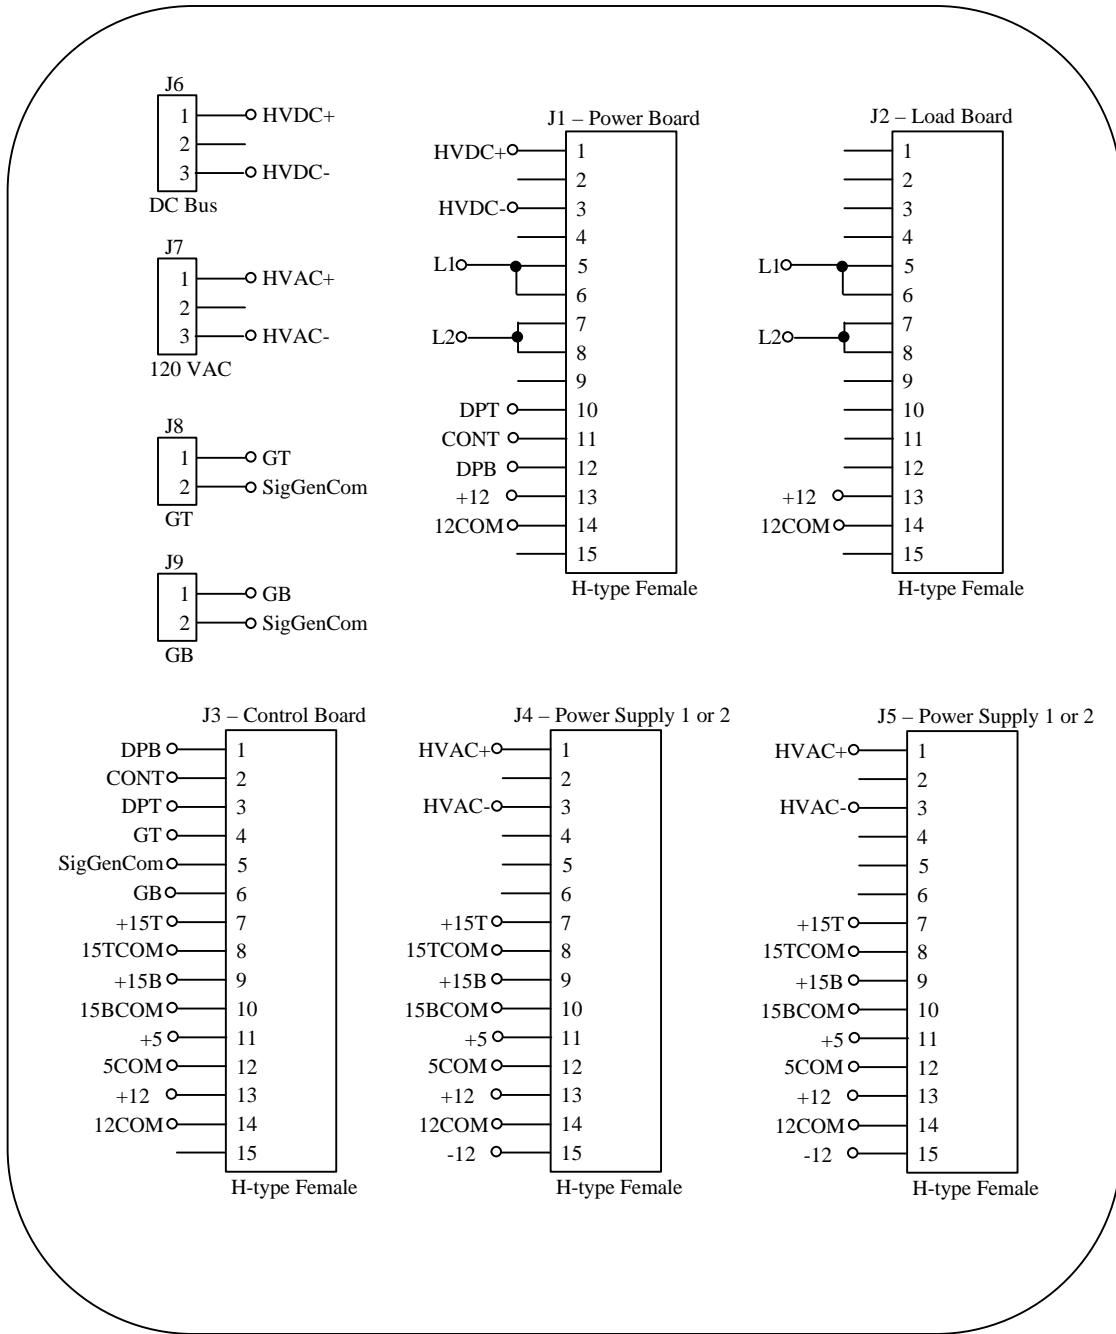 J6
1 HVDC+
2
3 HVDC-
DC Bus
J7
1 HVAC+
2
3 HVAC-
120 VAC
J8
1 GT
2 SigGenCom
GT
J9
1 GB
2 SigGenCom
GB
J1 – Power Board
HVDC+ 1
2
HVDC- 3
4
L1 5
6
7
L2
8
9
DPT 10
CONT 11
DPB 12
+12 13
12COM 14
15
H-type Female
J2 – Load Board
1
2
3
4
L1 5
6
7
L2
8
9
10
11
12
+12 13
12COM 14
15
H-type Female
J3 – Control Board
DPB 1
CONT 2
DPT 3
GT 4
SigGenCom 5
GB 6
+15T 7
15TCOM 8
+15B 9
15BCOM 10
+5 11
5COM 12
+12 13
12COM 14
15
H-type Female
J4 – Power Supply 1 or 2
HVAC+ 1
2
HVAC- 3
4
5
6
+15T 7
15TCOM 8
+15B 9
15BCOM 10
+5 11
5COM 12
+12 13
12COM 14
-12 15
H-type Female
J5 – Power Supply 1 or 2
HVAC+ 1
2
HVAC- 3
4
5
6
+15T 7
15TCOM 8
+15B 9
15BCOM 10
+5 11
5COM 12
+12 13
12COM 14
-12 15
H-type Female